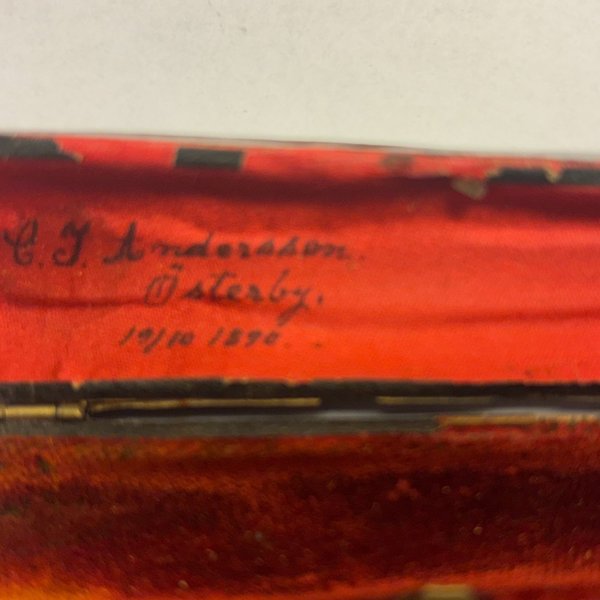 C. J. Andersson.
Österby.
19/10 1890.